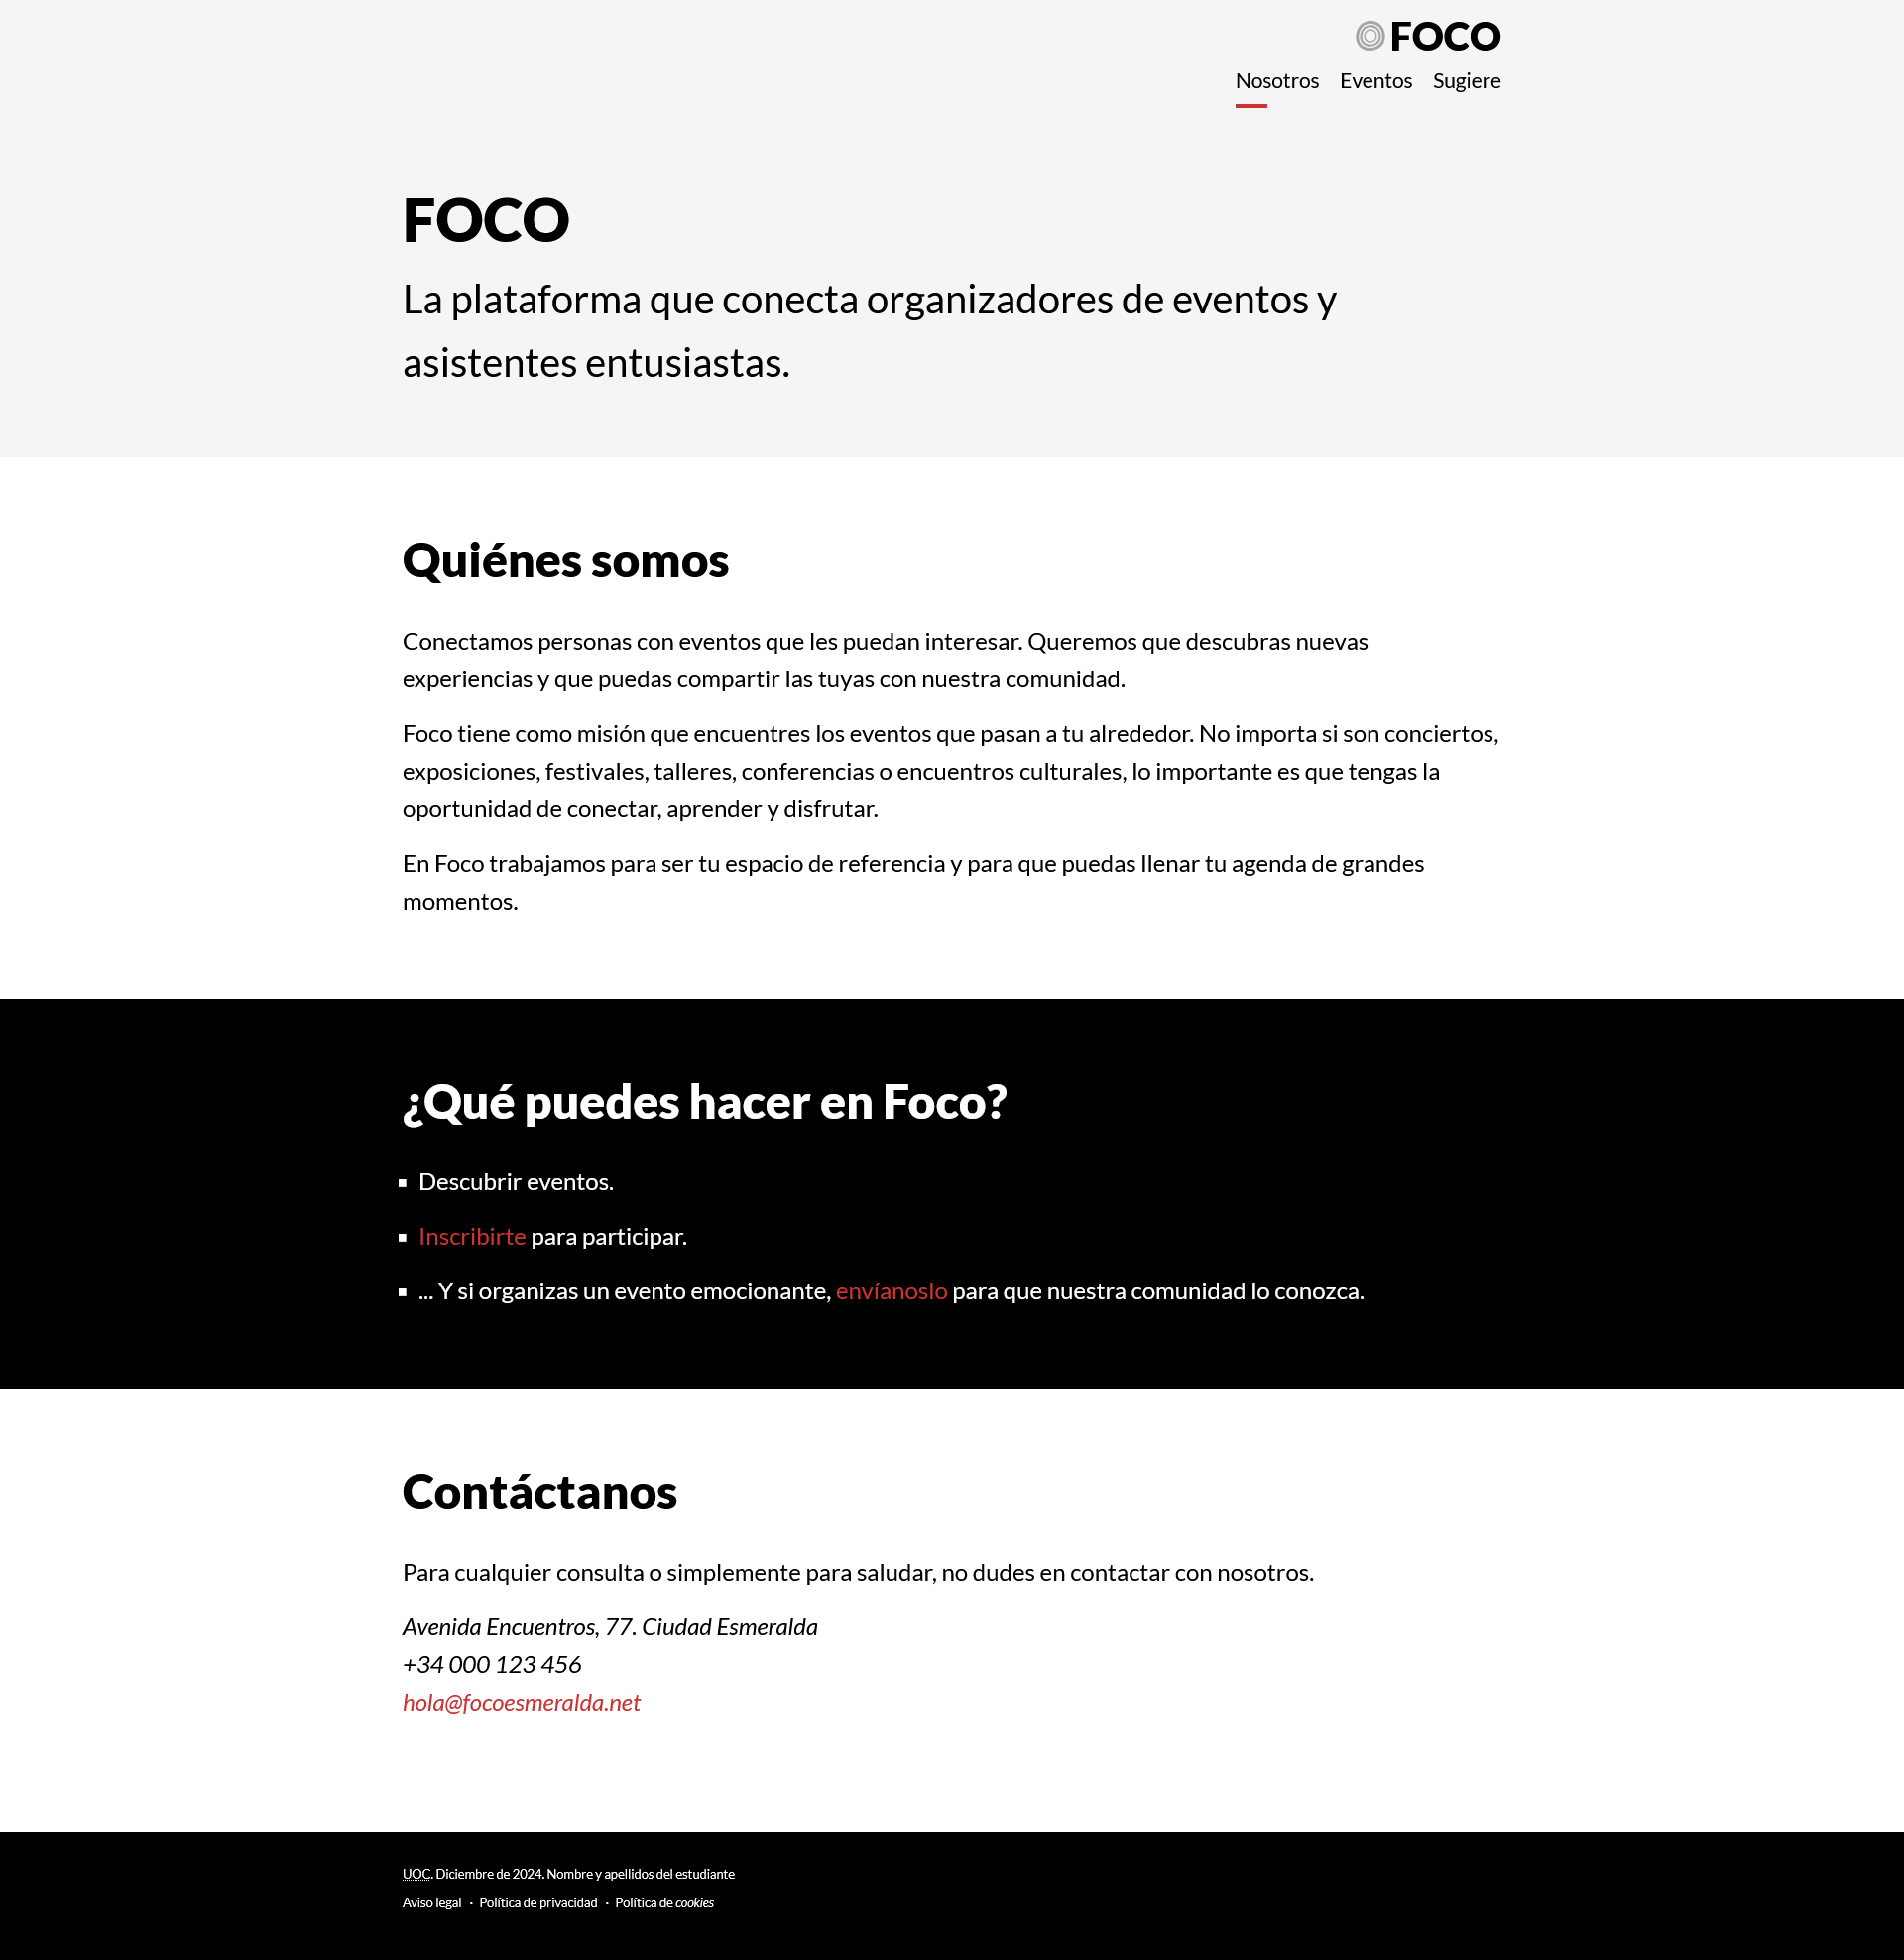 FOCO
Nosotros Eventos Sugiere
FOCO
La plataforma que conecta organizadores de eventos y
asistentes entusiastas.
Quiénes somos
Conectamos personas con eventos que les puedan interesar. Queremos que descubras nuevas
experiencias y que puedas compartir las tuyas con nuestra comunidad.
Foco tiene como misión que encuentres los eventos que pasan a tu alrededor. No importa si son conciertos,
exposiciones, festivales, talleres, conferencias o encuentros culturales, lo importante es que tengas la
oportunidad de conectar, aprender y disfrutar.
En Foco trabajamos para ser tu espacio de referencia y para que puedas llenar tu agenda de grandes
momentos.
¿Qué puedes hacer en Foco?
▪ Descubrir eventos.
▪ Inscribirte para participar.
▪ ... Y si organizas un evento emocionante, envíanoslo para que nuestra comunidad lo conozca.
Contáctanos
Para cualquier consulta o simplemente para saludar, no dudes en contactar con nosotros.
Avenida Encuentros, 77. Ciudad Esmeralda
+34 000 123 456
hola@focoesmeralda.net
UOC. Diciembre de 2024. Nombre y apellidos del estudiante
Aviso legal · Política de privacidad · Política de cookies